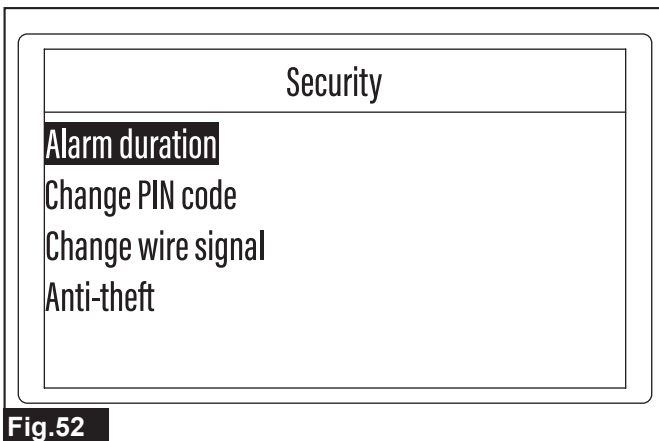 Security
Alarm duration
Change PIN code
Change wire signal
Anti-theft
Fig.52